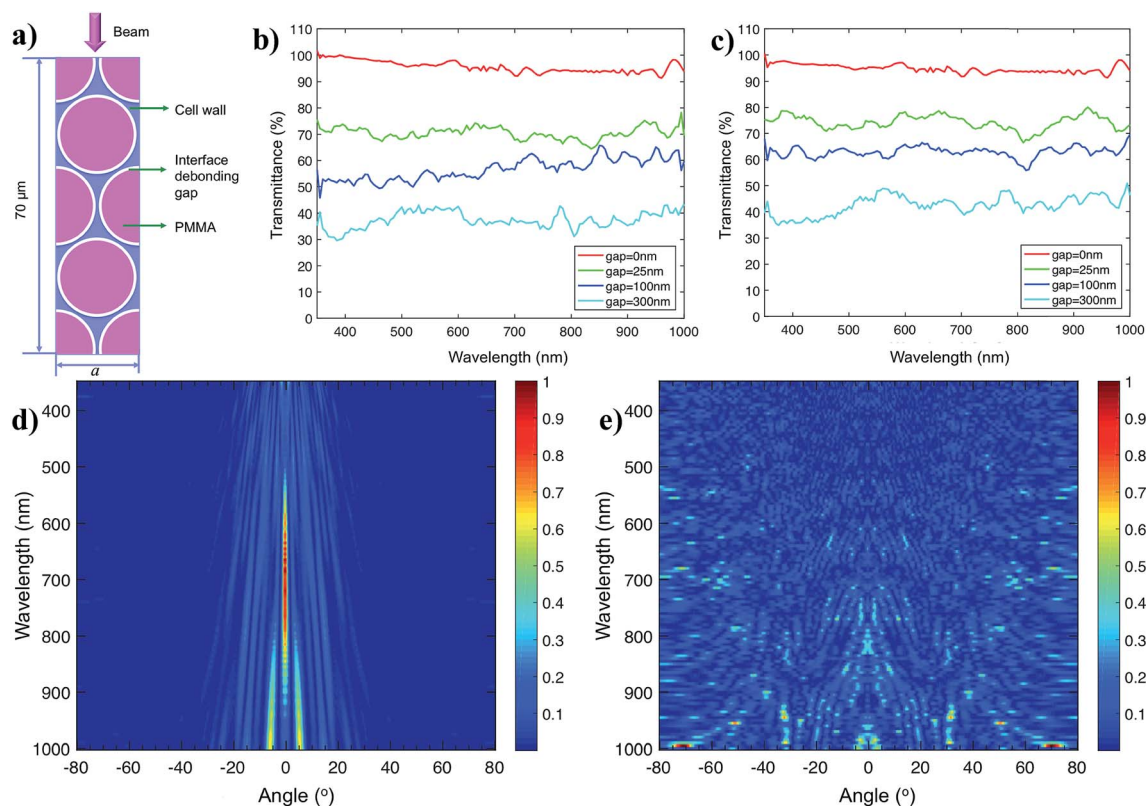 a)
Beam
Cell wall
Interface
debonding
gap
PMMA
70 μm
a
b)
110
100
90
80
70
60
50
40
30
20
10
0
Transmittance (%)
400 500 600 700 800 900 1000
Wavelength (nm)
gap=0nm
gap=25nm
gap=100nm
gap=300nm
c)
110
100
90
80
70
60
50
40
30
20
10
0
Transmittance (%)
400 500 600 700 800 900 1000
Wavelength (nm)
gap=0nm
gap=25nm
gap=100nm
gap=300nm
d)
400
500
600
700
800
900
1000
Wavelength (nm)
-80 -60 -40 -20 0 20 40 60 80
Angle (°)
1
0.9
0.8
0.7
0.6
0.5
0.4
0.3
0.2
0.1
e)
400
500
600
700
800
900
1000
Wavelength (nm)
-80 -60 -40 -20 0 20 40 60 80
Angle (°)
1
0.9
0.8
0.7
0.6
0.5
0.4
0.3
0.2
0.1